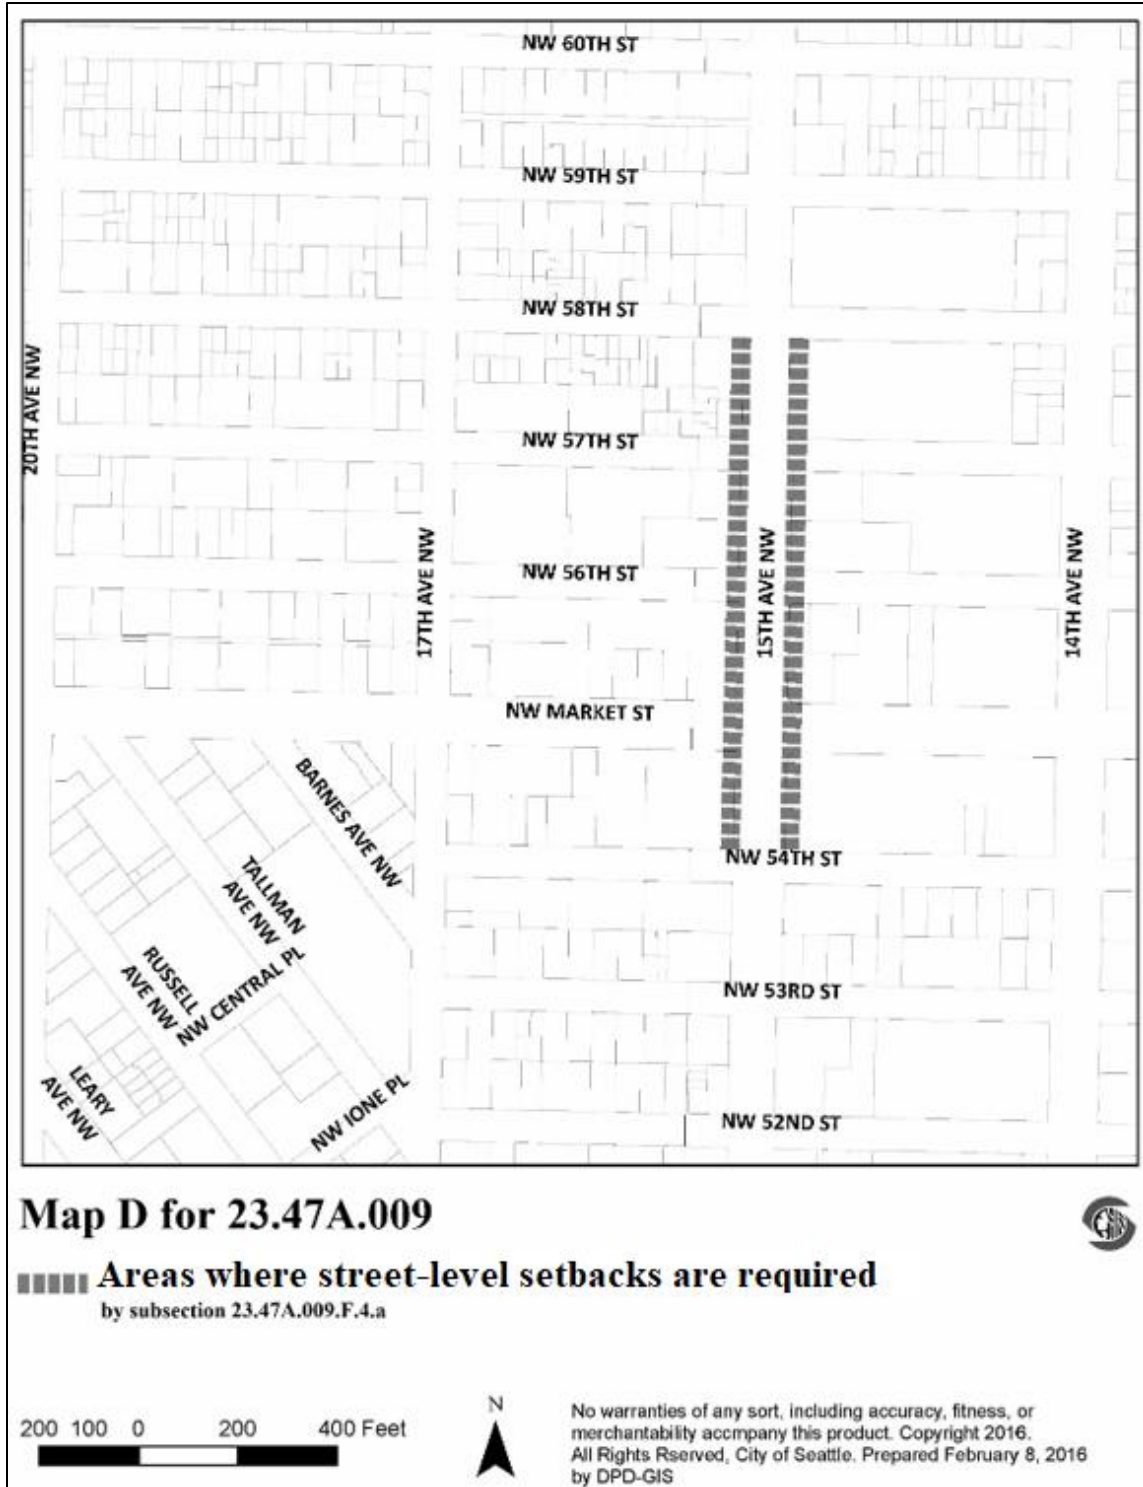 NW 60TH ST
NW 59TH ST
NW 58TH ST
20TH AVE NW
NW 57TH ST
17TH AVE NW
NW 56TH ST
15TH AVE NW
14TH AVE NW
NW MARKET ST
BARNES AVE NW
NW 54TH ST
TALLMAN
AVE NW
RUSSELL
AVE NW
NW CENTRAL PL
NW 53RD ST
LEARY
AVE NW
NW IONE PL
NW 52ND ST
Map D for 23.47A.009
Areas where street-level setbacks are required
by subsection 23.47A.009.F.4.a
200 100 0 200 400 Feet
N
No warranties of any sort, including accuracy, fitness, or
merchantability accmpany this product. Copyright 2016.
All Rights Rserved, City of Seattle. Prepared February 8, 2016
by DPD-GIS